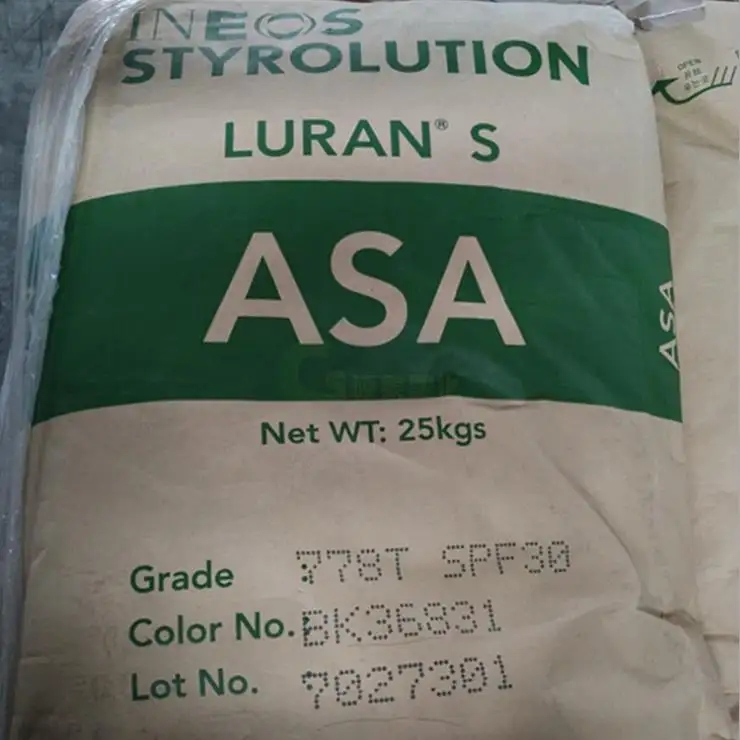 INEOS
STYROLUTION
LURAN® S
ASA
Net WT: 25kgs
Grade 778T SPF30
Color No. BK36831
Lot No. 7027301
ASA
OPEN